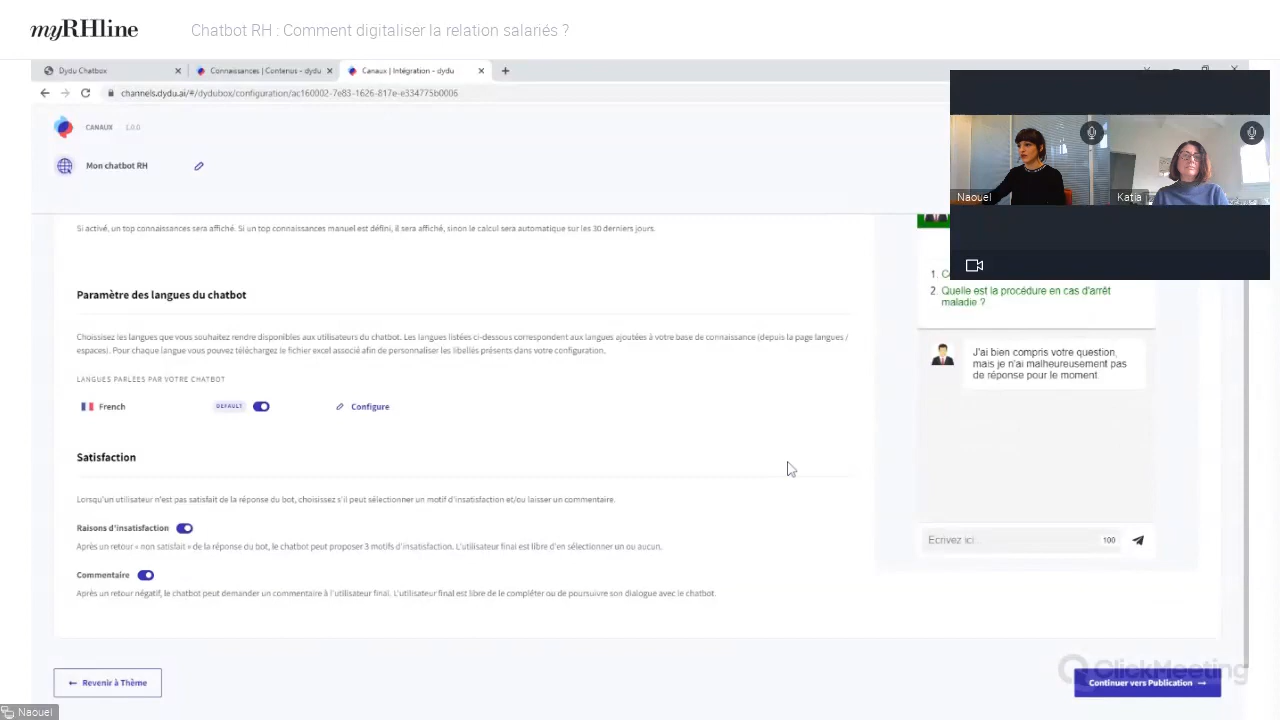 myRHline
Chatbot RH : Comment digitaliser la relation salariés ?
Dydu Chatbox
Connaissances | Contenus - dydu
Canaux | Intégration - dydu
channels.dydu.ai/#/dydubox/configuration/ac160002-7e83-1626-817e-e334775b0006
CANAUX 1.0.0
Mon chatbot RH
Naouel
Katja
Si activé, un top connaissances sera affiché. Si un top connaissances manuel est défini, il sera affiché, sinon le calcul sera automatique sur les 30 derniers jours.
Paramètre des langues du chatbot
Choisissez les langues que vous souhaitez rendre disponibles aux utilisateurs du chatbot. Les langues listées ci-dessous correspondent aux langues ajoutées à votre base de connaissance (depuis la page langues /
espaces). Pour chaque langue vous pouvez téléchargez le fichier excel associé afin de personnaliser les libellés présents dans votre configuration.
LANGUES PARLÉES PAR VOTRE CHATBOT
French DEFAULT Configure
Satisfaction
Lorsqu'un utilisateur n'est pas satisfait de la réponse du bot, choisissez s'il peut sélectionner un motif d'insatisfaction et/ou laisser un commentaire.
Raisons d'insatisfaction
Après un retour « non satisfait » de la réponse du bot, le chatbot peut proposer 3 motifs d'insatisfaction. L'utilisateur final est libre d'en sélectionner un ou aucun.
Commentaire
Après un retour négatif, le chatbot peut demander un commentaire à l'utilisateur final. L'utilisateur final est libre de le compléter ou de poursuivre son dialogue avec le chatbot.
1.
2. Quelle est la procédure en cas d'arrêt
maladie ?
J'ai bien compris votre question,
mais je n'ai malheureusement pas
de réponse pour le moment.
Ecrivez ici... 100
← Revenir à Thème
Continuer vers Publication →
ClickMeeting
Naouel